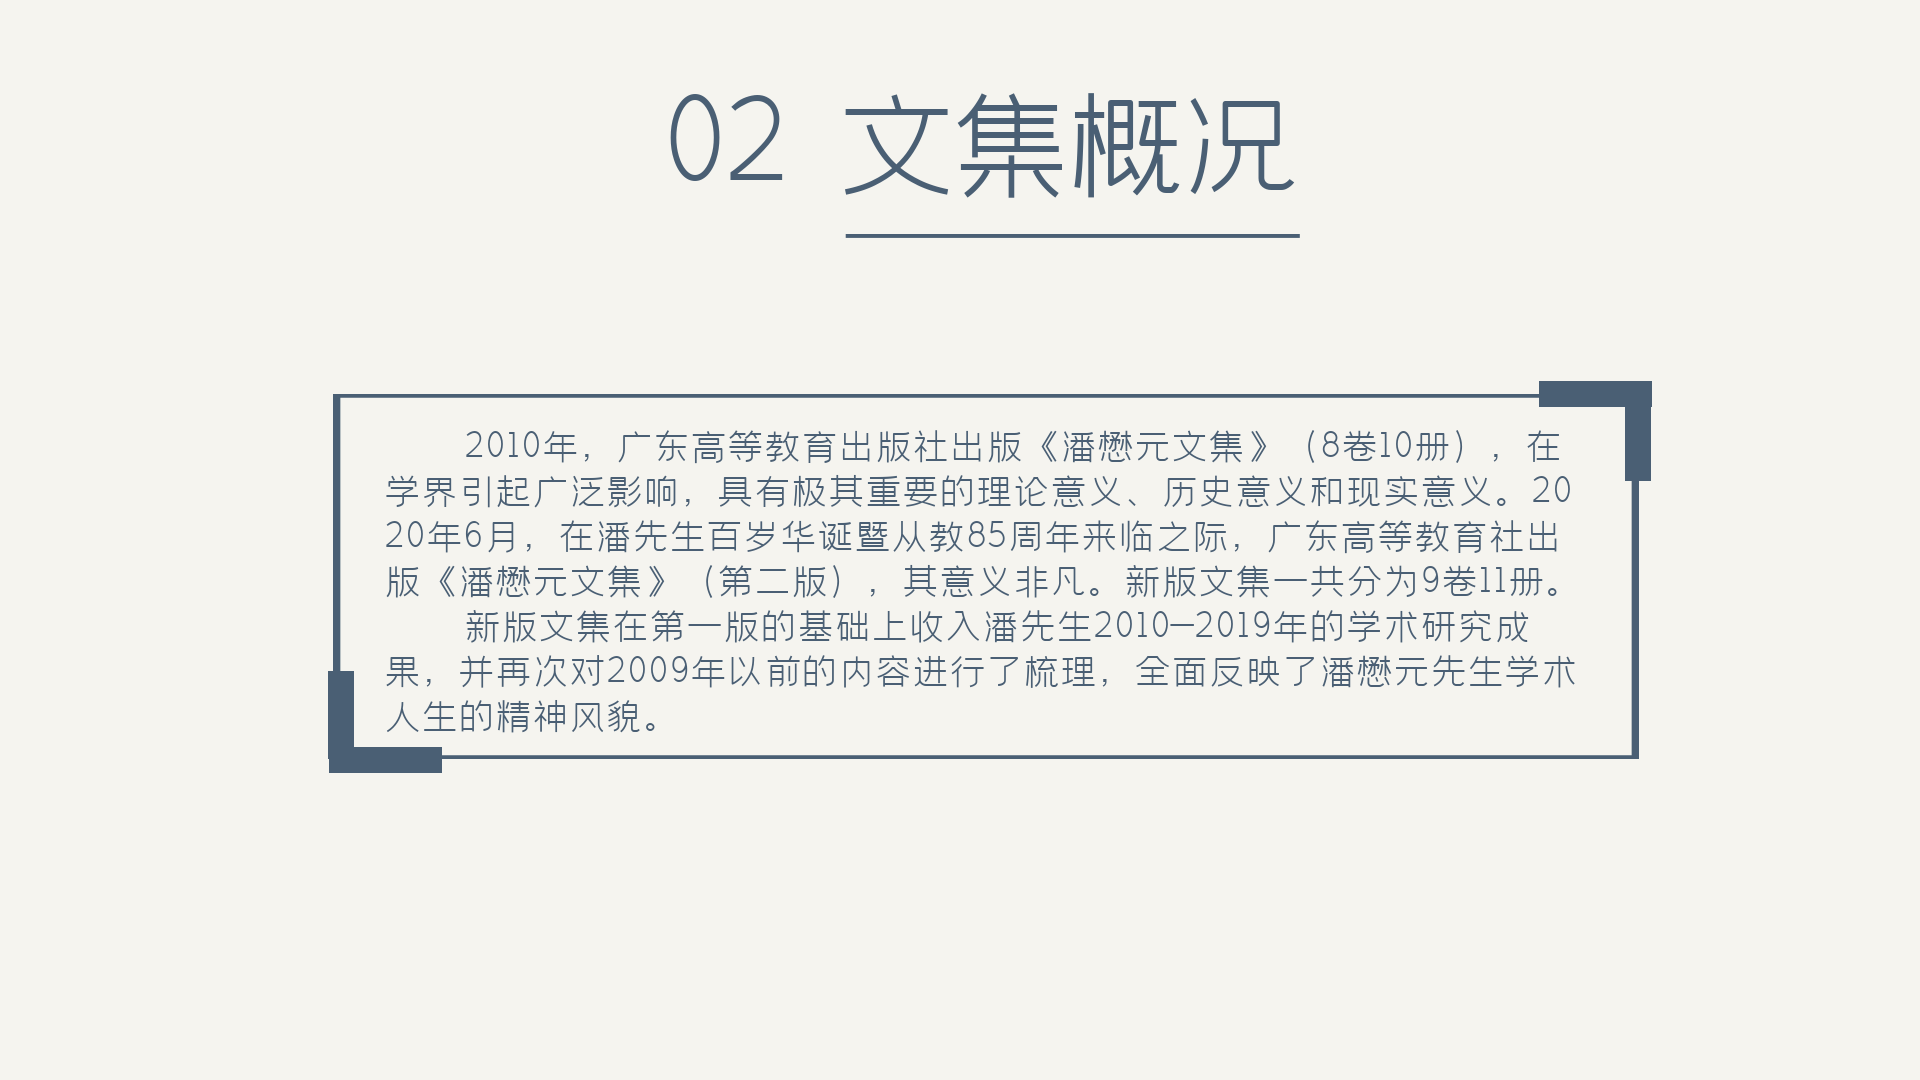 02 文集概况
2010年，广东高等教育出版社出版《潘懋元文集》（8卷10册），在
学界引起广泛影响，具有极其重要的理论意义、历史意义和现实意义。20
20年6月，在潘先生百岁华诞暨从教85周年来临之际，广东高等教育社出
版《潘懋元文集》（第二版），其意义非凡。新版文集一共分为9卷11册。
新版文集在第一版的基础上收入潘先生2010—2019年的学术研究成
果，并再次对2009年以前的内容进行了梳理，全面反映了潘懋元先生学术
人生的精神风貌。